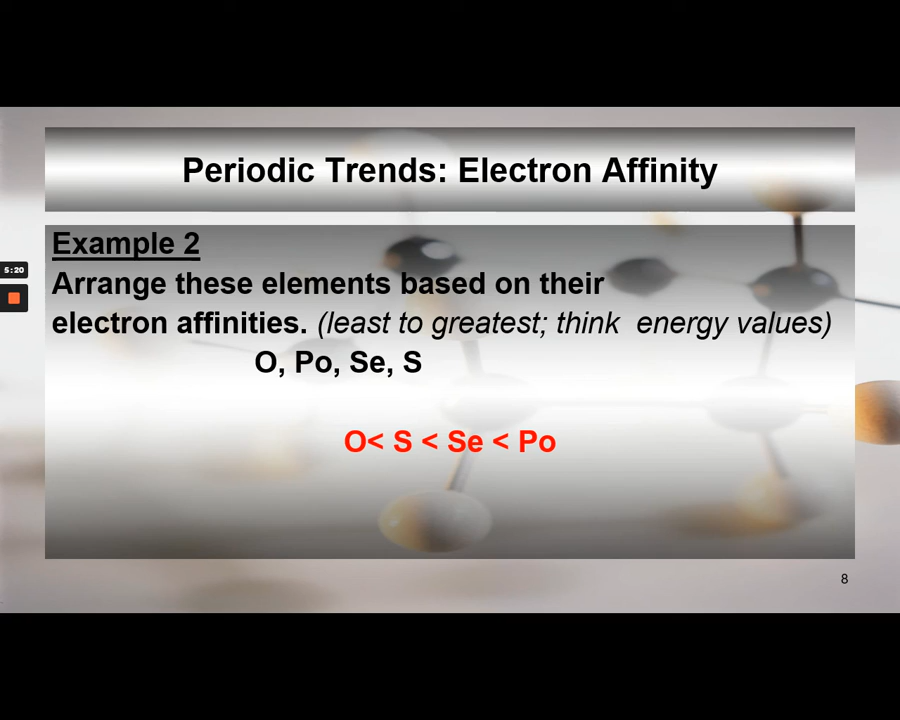 Periodic Trends: Electron Affinity
Example 2
Arrange these elements based on their
electron affinities. (least to greatest; think energy values)
O, Po, Se, S
O< S < Se < Po
5:20
8